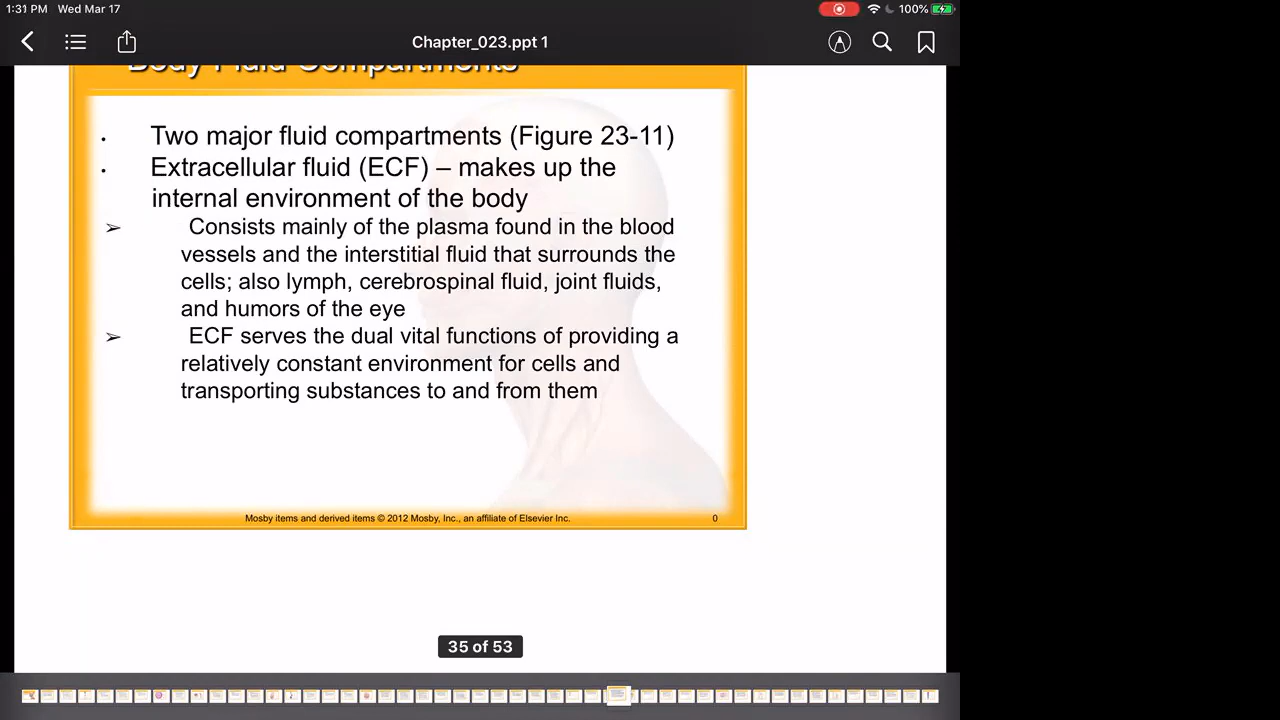 1:31 PM Wed Mar 17
100%
Chapter_023.ppt 1
Body Fluid Compartments
• Two major fluid compartments (Figure 23-11)
• Extracellular fluid (ECF) – makes up the
internal environment of the body
➢ Consists mainly of the plasma found in the blood
vessels and the interstitial fluid that surrounds the
cells; also lymph, cerebrospinal fluid, joint fluids,
and humors of the eye
➢ ECF serves the dual vital functions of providing a
relatively constant environment for cells and
transporting substances to and from them
Mosby items and derived items © 2012 Mosby, Inc., an affiliate of Elsevier Inc.
0
35 of 53